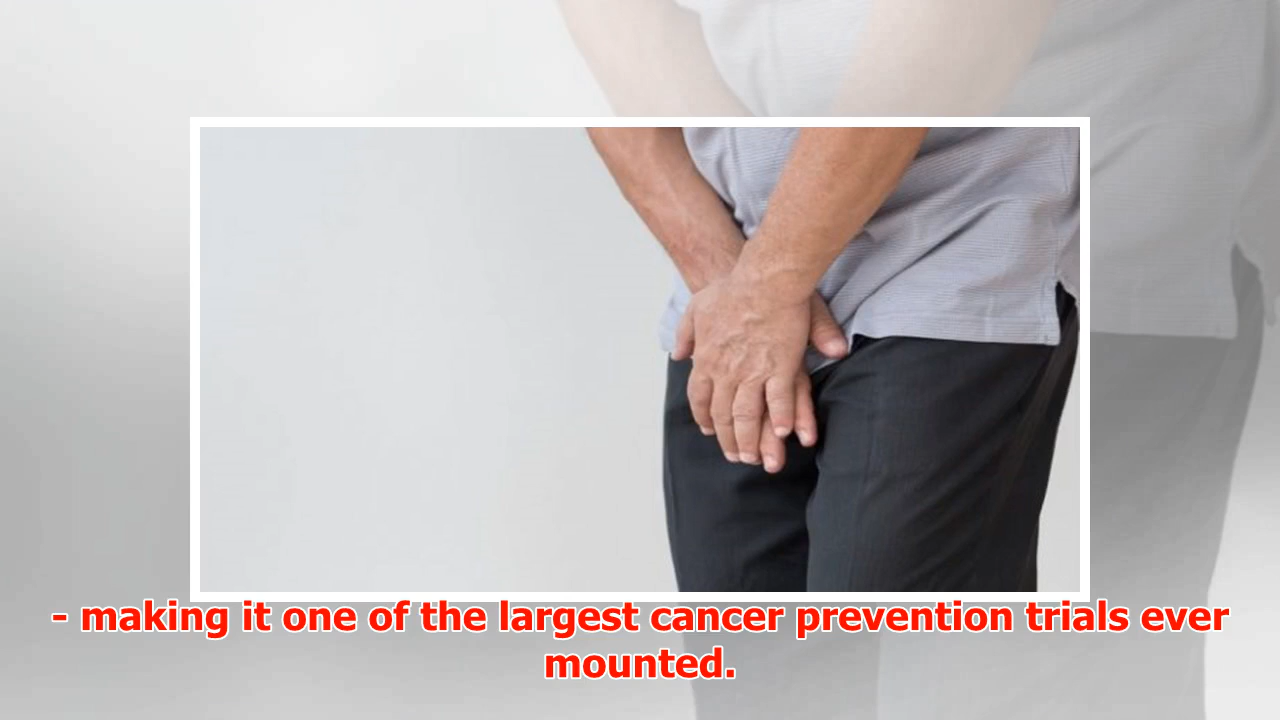 - making it one of the largest cancer prevention trials ever
mounted.